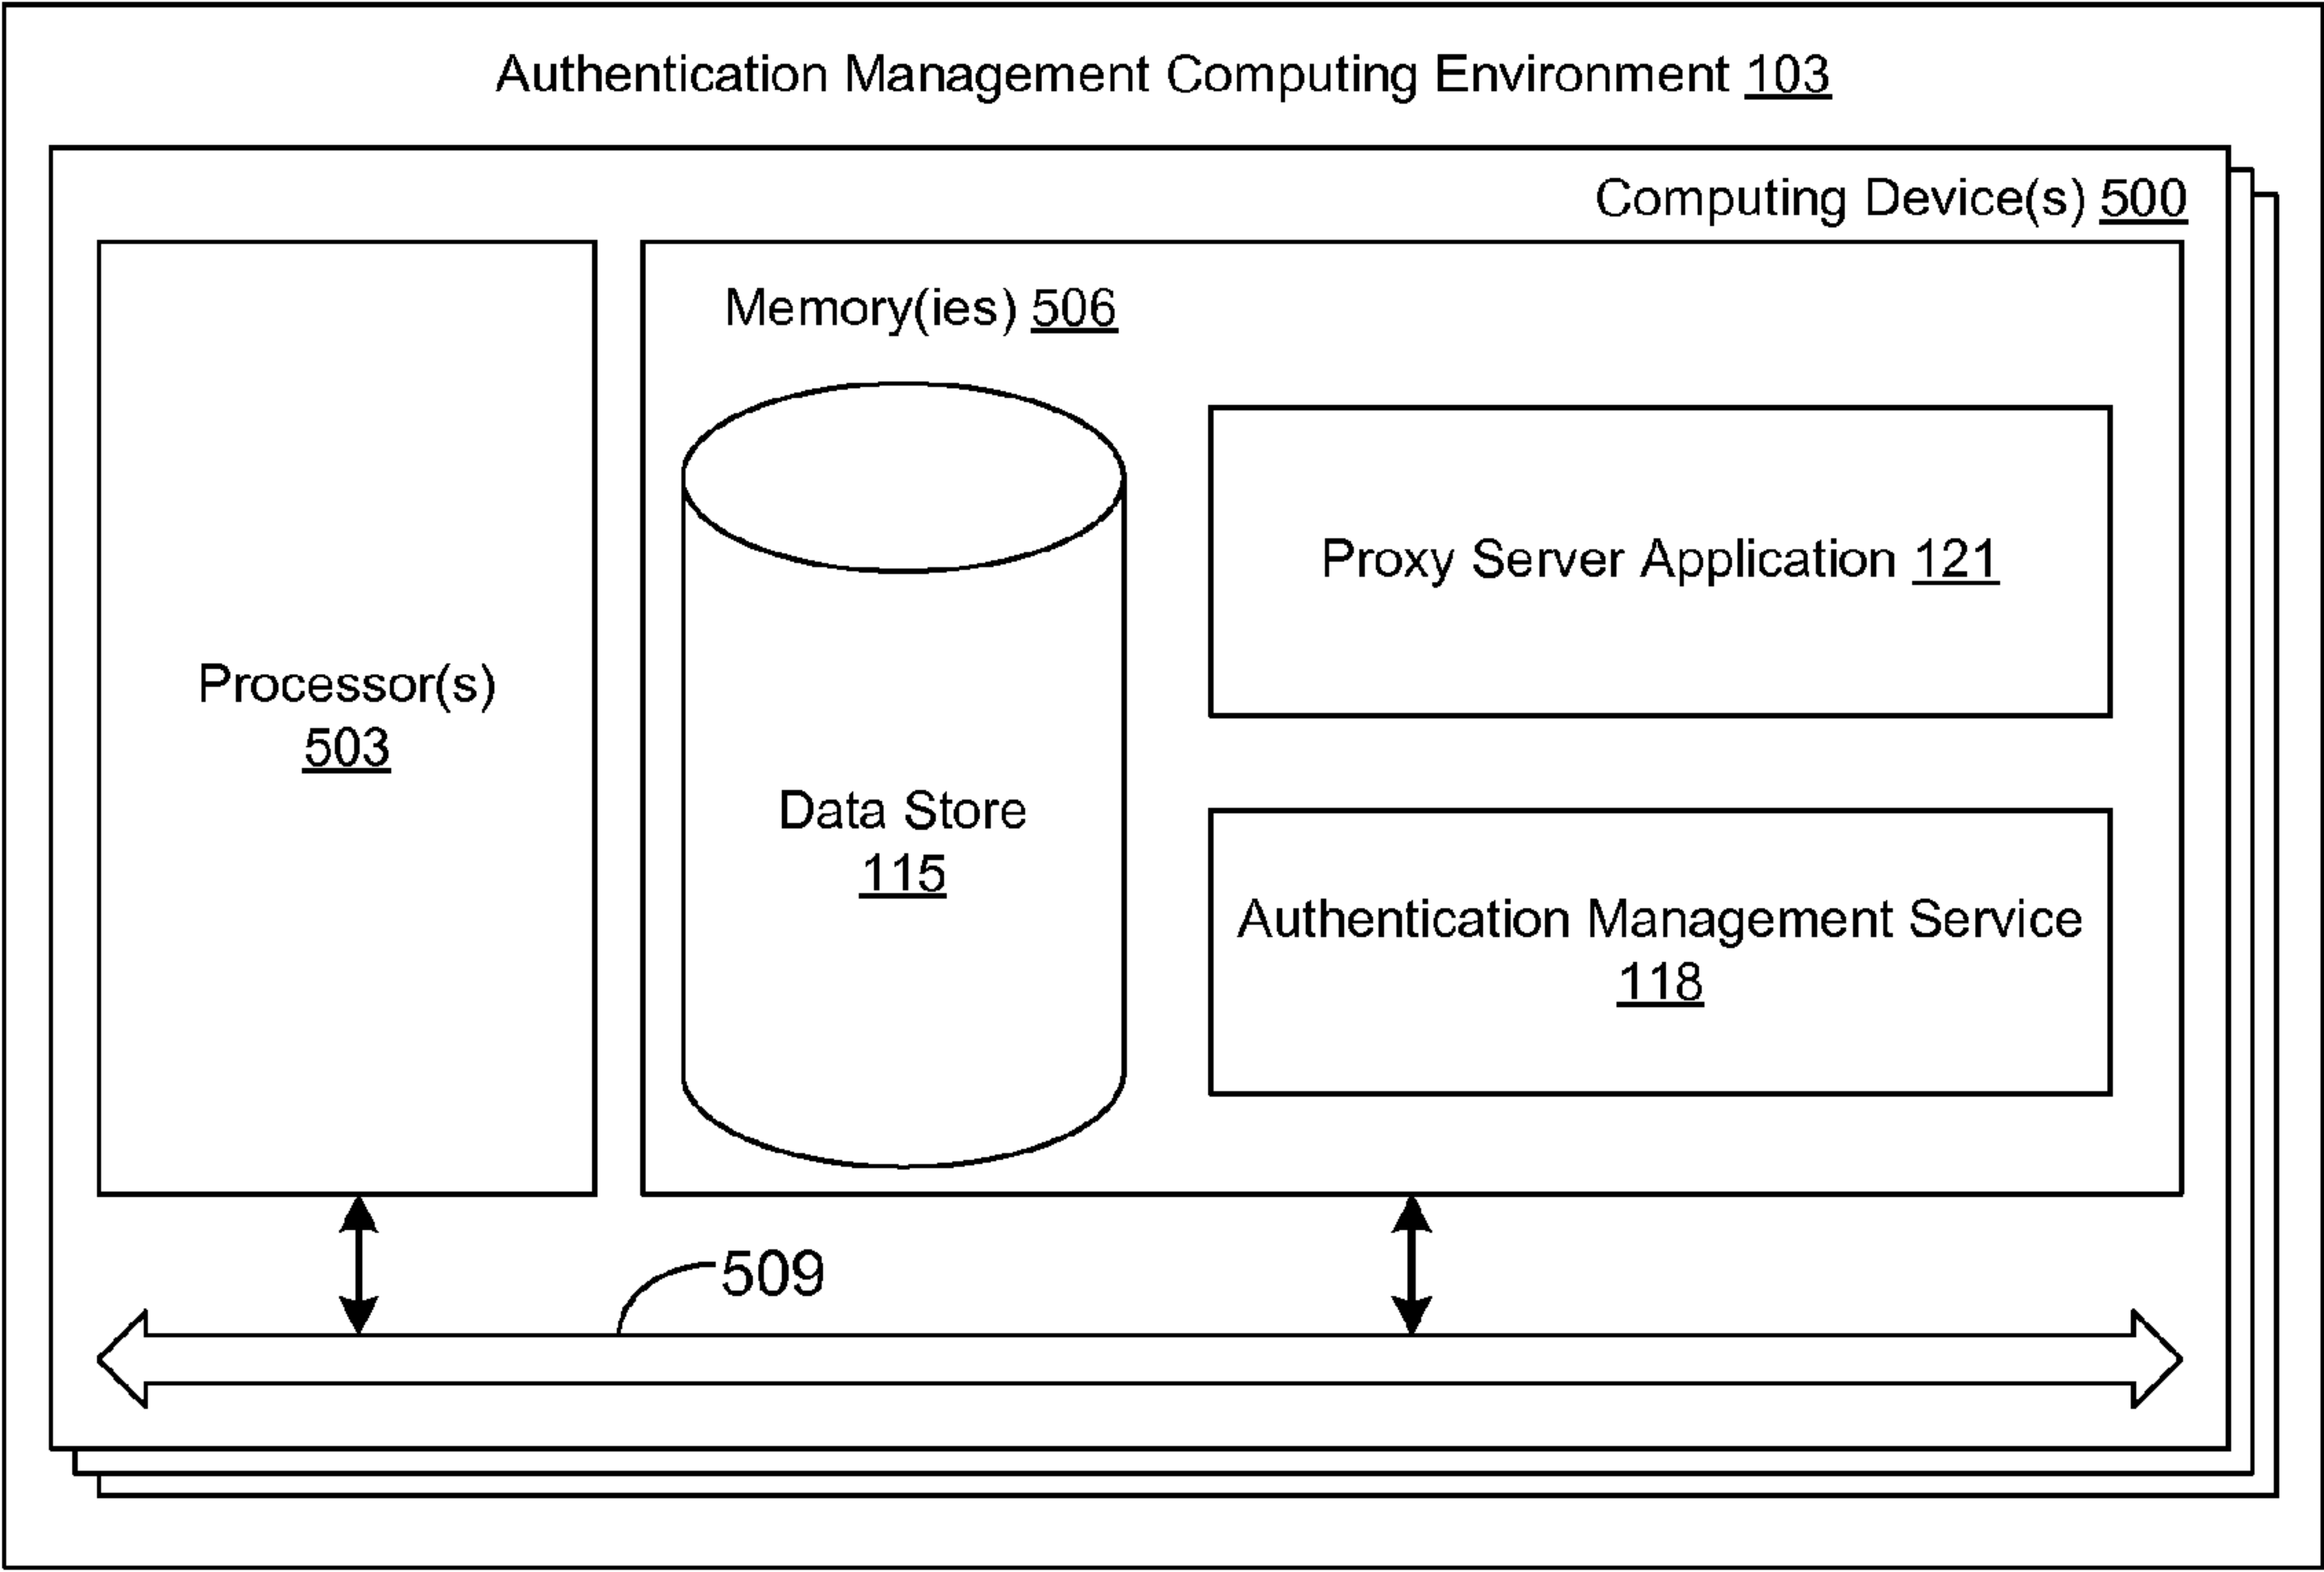 Authentication Management Computing Environment 103
Computing Device(s) 500
Memory(ies) 506
Proxy Server Application 121
Processor(s)
503
Data Store
115
Authentication Management Service
118
509